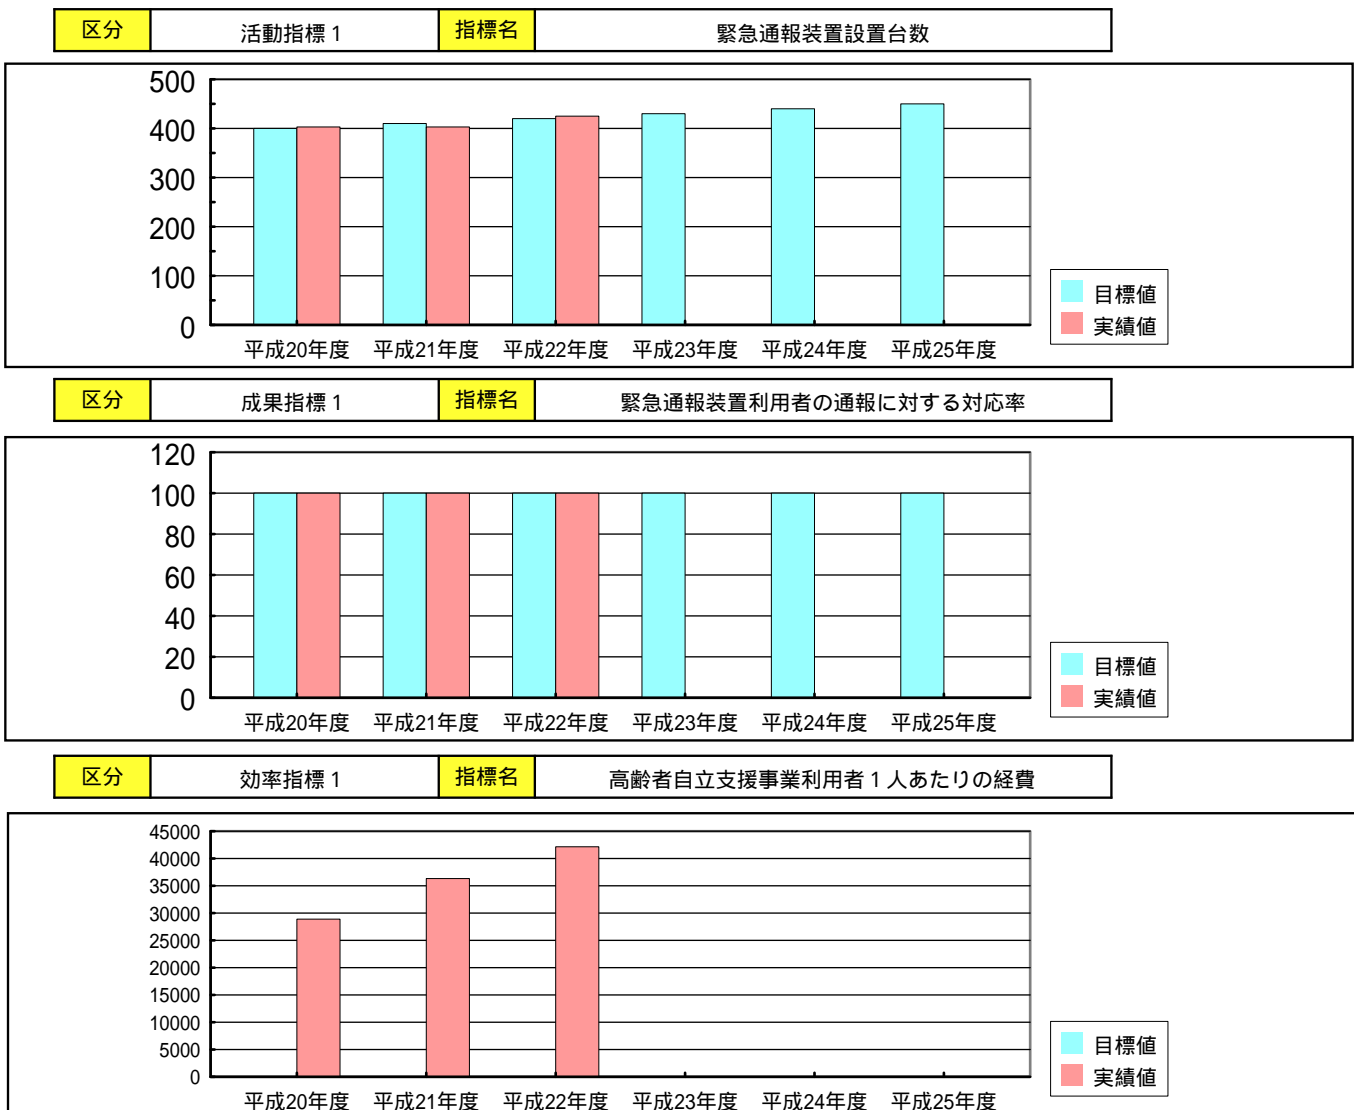 区分 活動指標１ 指標名 緊急通報装置設置台数
500
400
300
200
100
0
平成20年度 平成21年度 平成22年度 平成23年度 平成24年度 平成25年度
目標値
実績値
区分 成果指標１ 指標名 緊急通報装置利用者の通報に対する対応率
120
100
80
60
40
20
0
平成20年度 平成21年度 平成22年度 平成23年度 平成24年度 平成25年度
目標値
実績値
区分 効率指標１ 指標名 高齢者自立支援事業利用者１人あたりの経費
45000
40000
35000
30000
25000
20000
15000
10000
5000
0
平成20年度 平成21年度 平成22年度 平成23年度 平成24年度 平成25年度
目標値
実績値